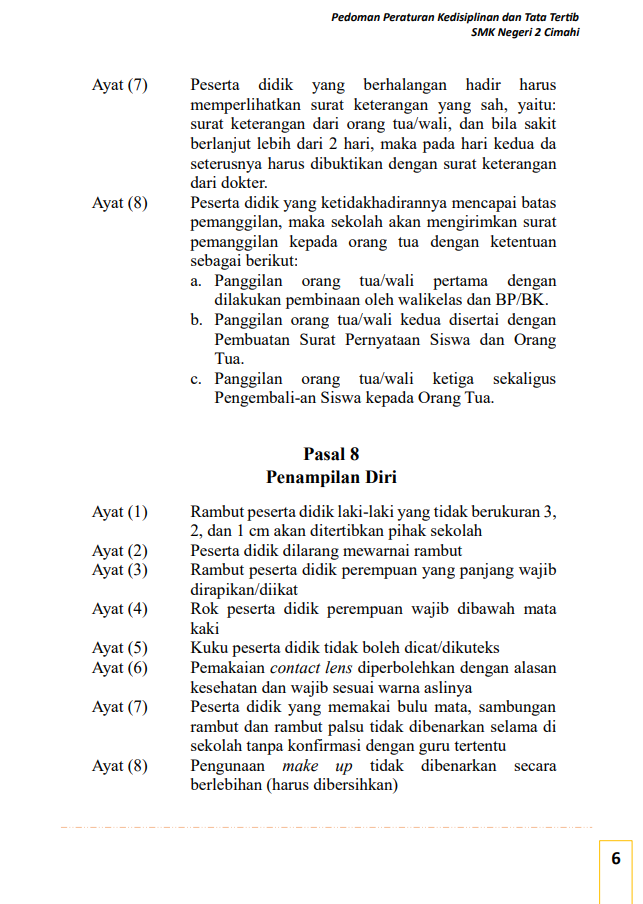 Pedoman Peraturan Kedisiplinan dan Tata Tertib
SMK Negeri 2 Cimahi
Ayat (7) Peserta didik yang berhalangan hadir harus
memperlihatkan surat keterangan yang sah, yaitu:
surat keterangan dari orang tua/wali, dan bila sakit
berlanjut lebih dari 2 hari, maka pada hari kedua da
seterusnya harus dibuktikan dengan surat keterangan
dari dokter.
Ayat (8) Peserta didik yang ketidakhadirannya mencapai batas
pemanggilan, maka sekolah akan mengirimkan surat
pemanggilan kepada orang tua dengan ketentuan
sebagai berikut:
a. Panggilan orang tua/wali pertama dengan
dilakukan pembinaan oleh walikelas dan BP/BK.
b. Panggilan orang tua/wali kedua disertai dengan
Pembuatan Surat Pernyataan Siswa dan Orang
Tua.
c. Panggilan orang tua/wali ketiga sekaligus
Pengembali-an Siswa kepada Orang Tua.
Pasal 8
Penampilan Diri
Ayat (1) Rambut peserta didik laki-laki yang tidak berukuran 3,
2, dan 1 cm akan ditertibkan pihak sekolah
Ayat (2) Peserta didik dilarang mewarnai rambut
Ayat (3) Rambut peserta didik perempuan yang panjang wajib
dirapikan/diikat
Ayat (4) Rok peserta didik perempuan wajib dibawah mata
kaki
Ayat (5) Kuku peserta didik tidak boleh dicat/dikuteks
Ayat (6) Pemakaian contact lens diperbolehkan dengan alasan
kesehatan dan wajib sesuai warna aslinya
Ayat (7) Peserta didik yang memakai bulu mata, sambungan
rambut dan rambut palsu tidak dibenarkan selama di
sekolah tanpa konfirmasi dengan guru tertentu
Ayat (8) Pengunaan make up tidak dibenarkan secara
berlebihan (harus dibersihkan)
6